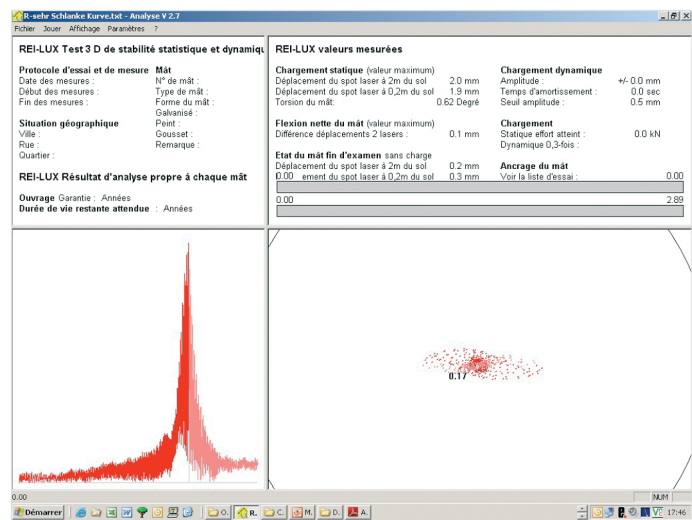 R-sehr Schlanke Kurve.txt - Analyse V 2.7
Fichier Jouer Affichage Paramètres ?
REI-LUX Test 3 D de stabilité statistique et dynamiqu
Protocole d'essai et de mesure Mât
Date des mesures : N° de mât :
Début des mesures : Type de mât :
Fin des mesures : Forme du mât :
Galvanisé :
Situation géographique Peint :
Ville : Gousset :
Rue : Remarque :
Quartier :
REI-LUX Résultat d'analyse propre á chaque mât
Ouvrage Garantie : Années
Durée de vie restante attendue : Années
REI-LUX valeurs mesurées
Chargement statique (valeur maximum)
Déplacement du spot laser á 2m du sol 2.0 mm
Déplacement du spot laser á 0,2m du sol 1.9 mm
Torsion du mât: 0.62 Degré
Flexion nette du mât (valeur maximum)
Différence déplacements 2 lasers : 0.1 mm
Etat du mât fin d'examen sans charge
Déplacement du spot laser á 2m du sol 0.2 mm
0.00 ement du spot laser á 0,2m du sol 0.3 mm
Chargement dynamique
Amplitude : +/- 0.0 mm
Temps d'amortissement : 0.0 sec
Seuil amplitude : 0.5 mm
Chargement
Statique effort atteint : 0.0 kN
Dynamique 0,3-fois :
Ancrage du mât
Voir la liste d'essai : 0.00
0.00 2.89
0.17
0.00 NUM
Démarrer O. R. C. M. D. A. 17:46